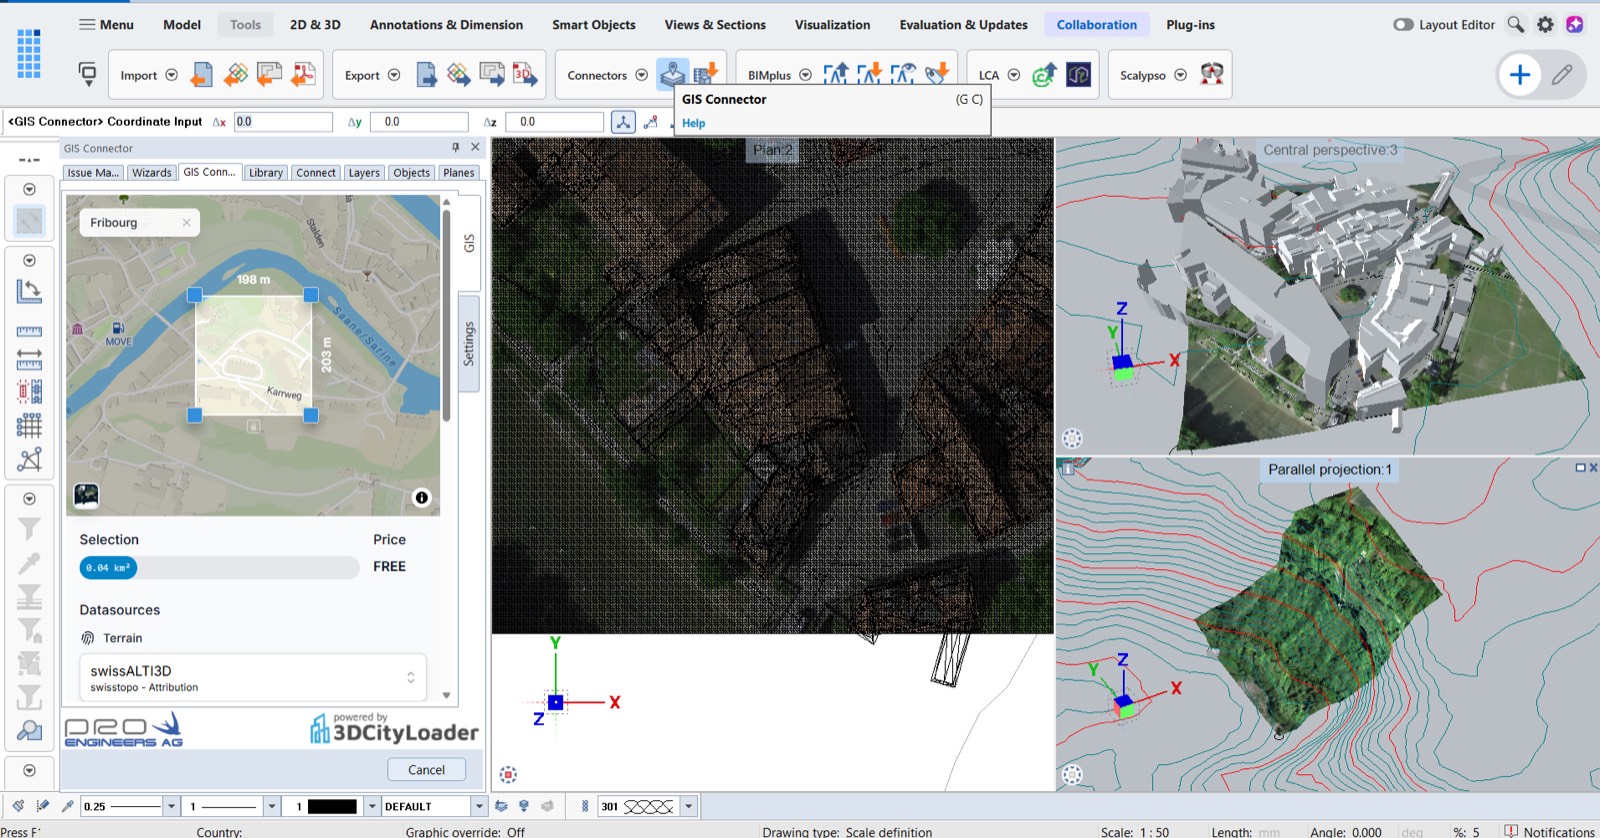 Menu Model Tools 2D & 3D Annotations & Dimension Smart Objects Views & Sections Visualization Evaluation & Updates Collaboration Plug-ins Layout Editor
Import Export 3D Connectors BIMplus LCA Scalypso
GIS Connector (G C)
Help
<GIS Connector> Coordinate Input Δx 0.0 Δy 0.0 Δz 0.0
GIS Connector
Issue Ma... Wizards GIS Conn... Library Connect Layers Objects Planes
Fribourg
Stalden
198 m
203 m
Saane/Sarine
MOVE
Karrweg
GIS
Settings
Selection Price
0.04 km² FREE
Datasources
Terrain
swissALTI3D
swisstopo - Attribution
PRO
ENGINEERS AG
powered by
3DCityLoader
Cancel
Plan:2
Y
X
Z
Central perspective:3
Z
Y
X
Parallel projection:1
Z
Y
X
0.25 1 1 DEFAULT 301
Press F' Country: Graphic override: Off Drawing type: Scale definition Scale: 1 : 50 Length: mm Angle: 0.000 deg %: 5 Notifications